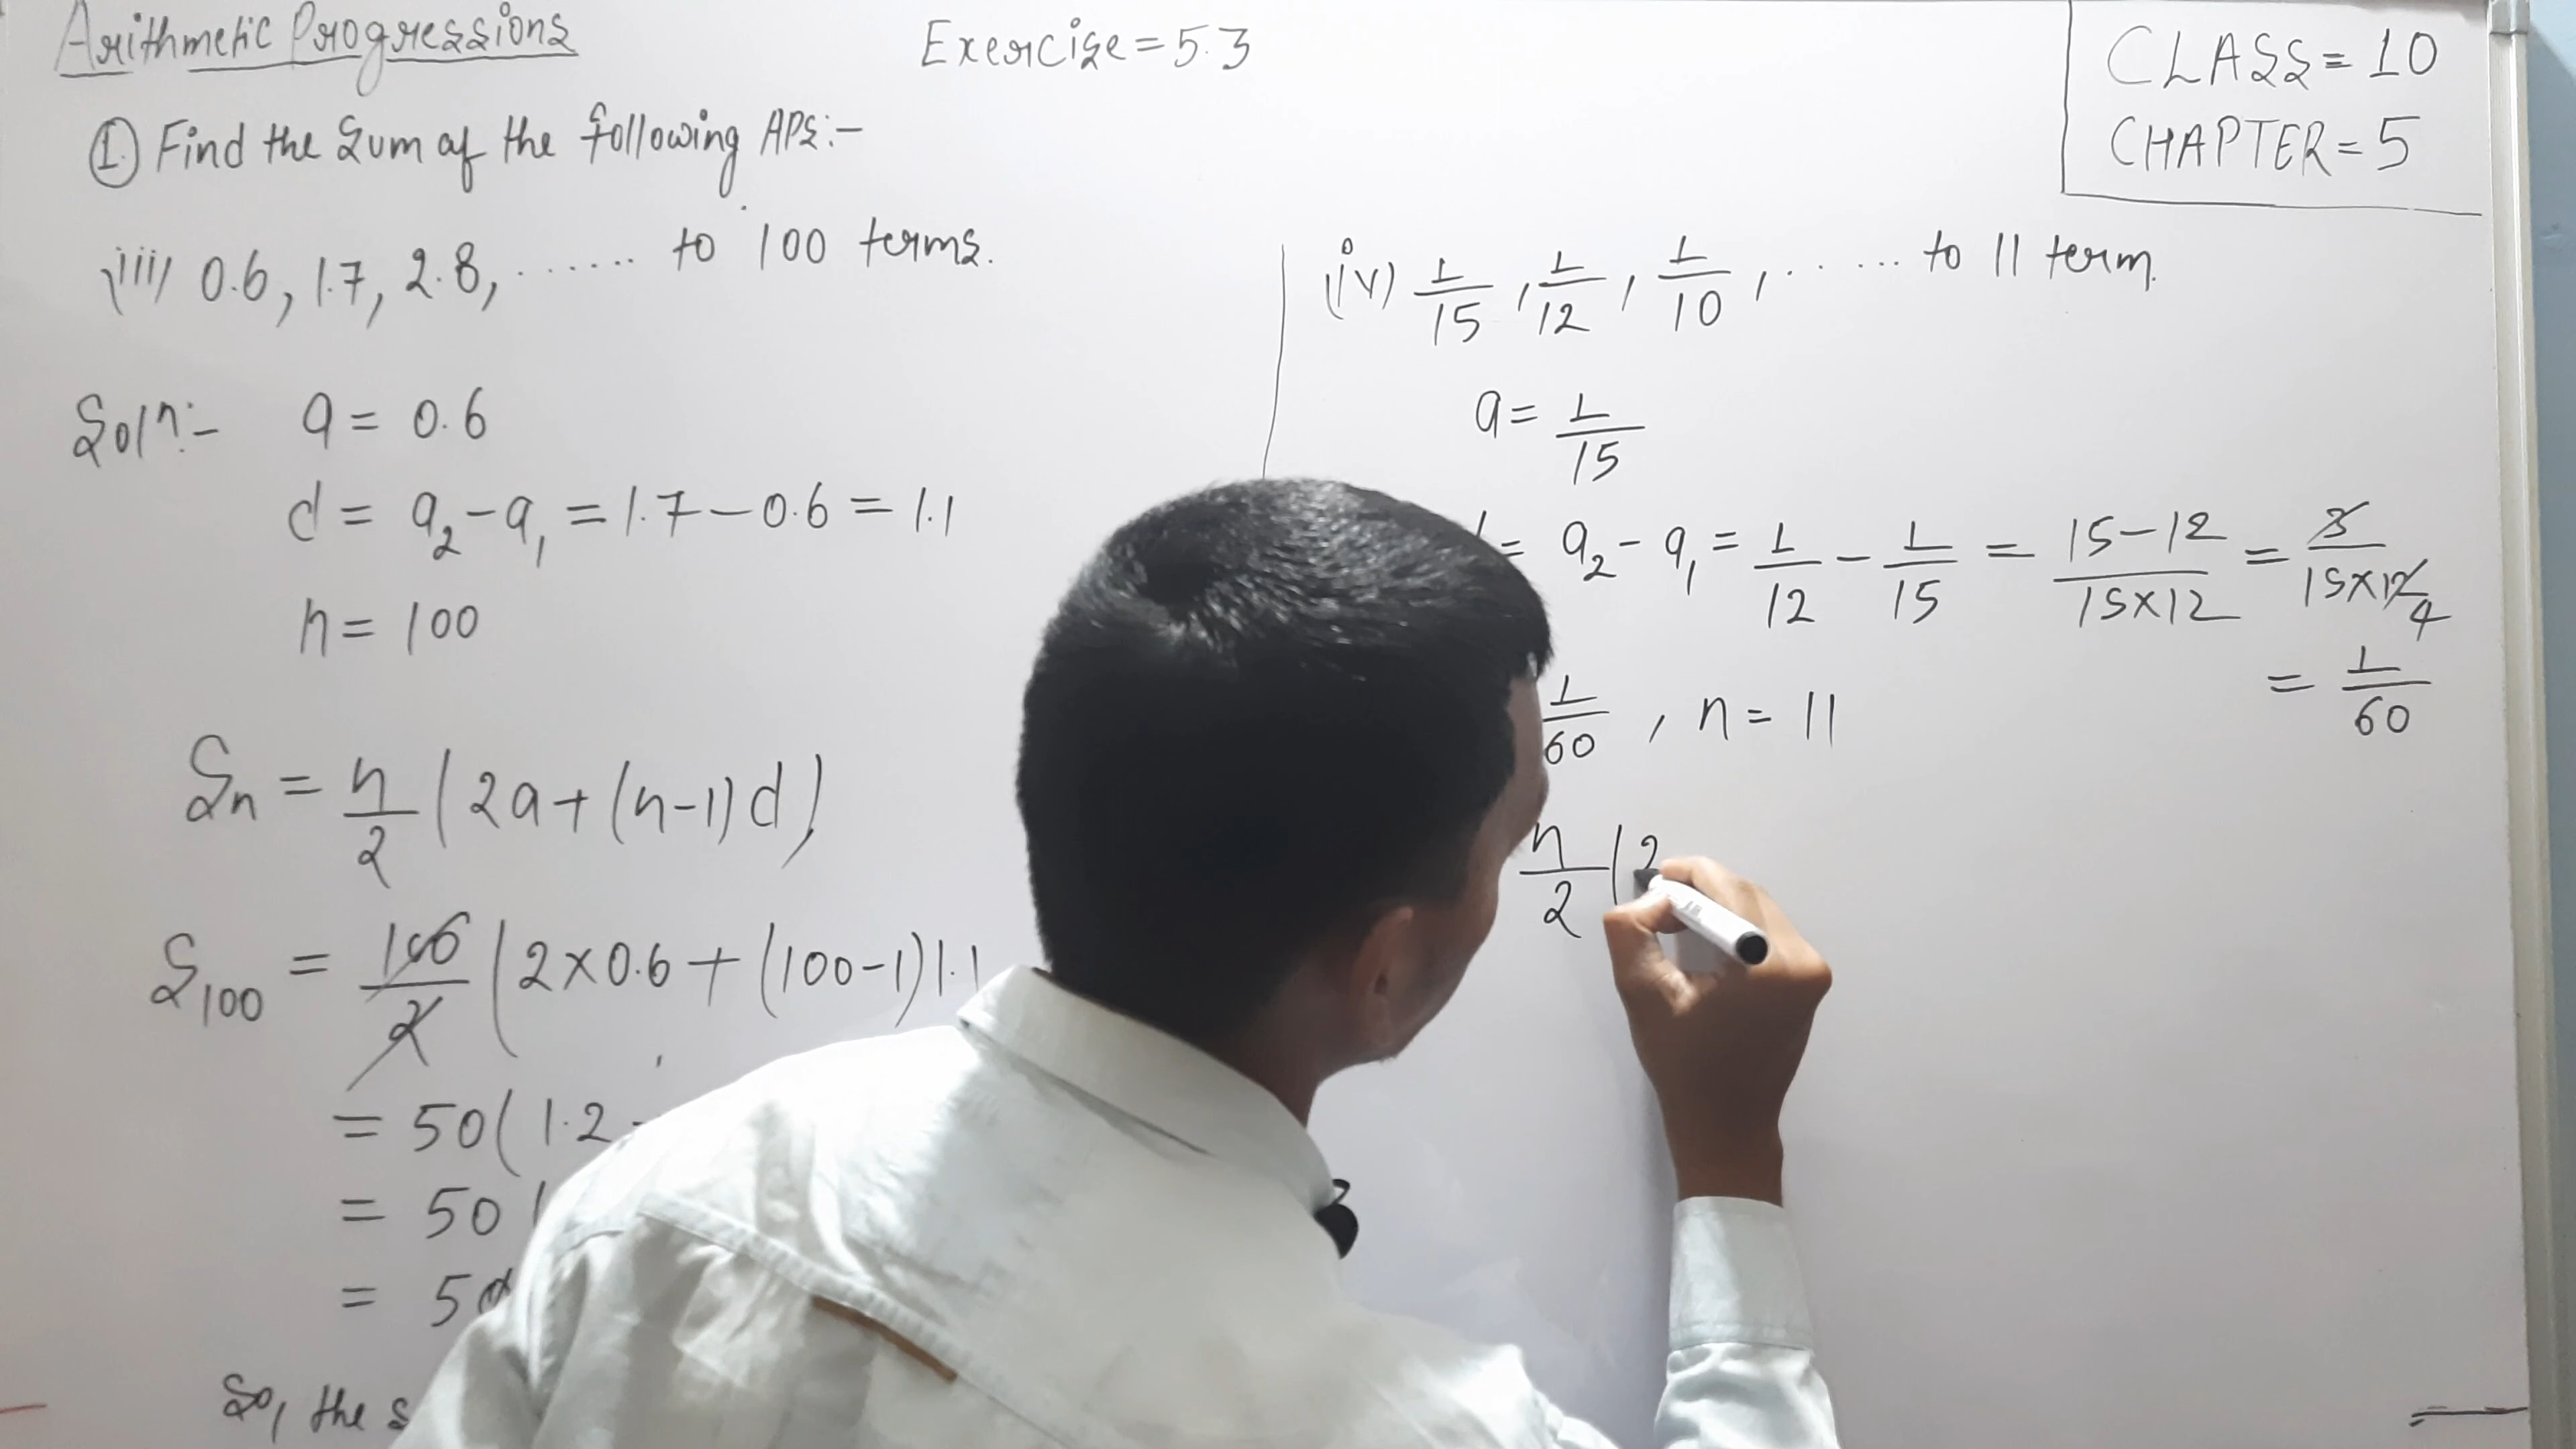 Arithmetic Progressions
Exercise = 5.3
CLASS = 10
CHAPTER = 5
① Find the Sum of the following APs:-
(iii) 0.6, 1.7, 2.8, ....... to 100 terms.
Soln:- a = 0.6
d = a₂ - a₁ = 1.7 - 0.6 = 1.1
n = 100
Sn = n/2 (2a + (n-1)d)
S₁₀₀ = 100/2 (2×0.6 + (100-1)1.1
= 50(1.2
= 50
= 50
So, the
(iv) 1/15, 1/12, 1/10, ...... to 11 term.
a = 1/15
= a₂ - a₁ = 1/12 - 1/15 = 15-12/15×12 = 3/15×12 4
= 1/60
1/60, n = 11
n/2 (2